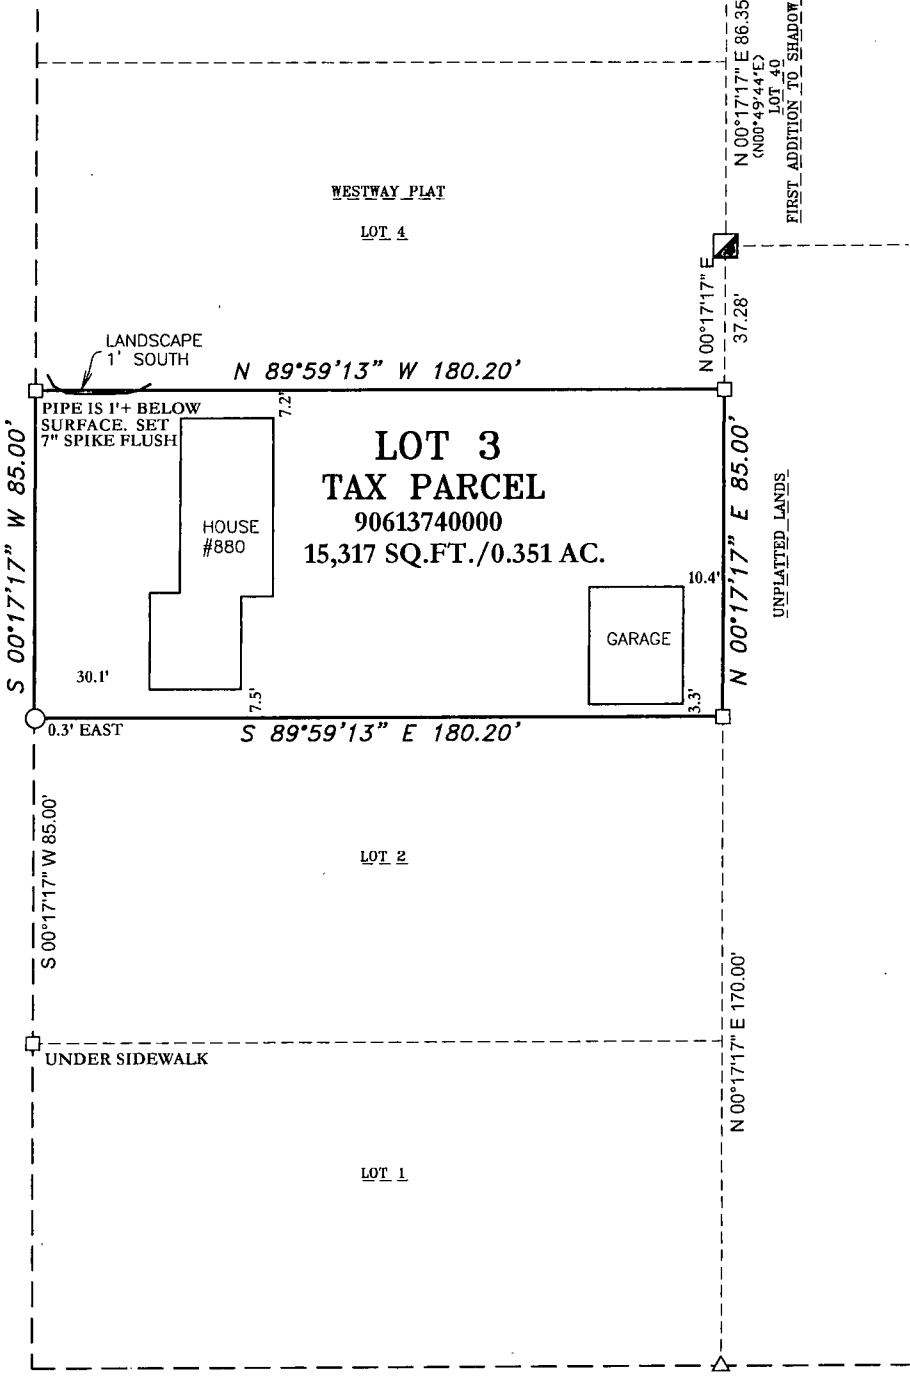 N 00°17'17" E 86.35
(N00°49'44"E)
LOT 40
FIRST ADDITION TO SHADOW
WESTWAY PLAT
LOT 4
N 00°17'17" E
37.28'
LANDSCAPE
1' SOUTH
N 89°59'13" W 180.20'
PIPE IS 1'+ BELOW
SURFACE. SET
7" SPIKE FLUSH
7.2'
S 00°17'17" W 85.00'
LOT 3
TAX PARCEL
90613740000
15,317 SQ.FT./0.351 AC.
HOUSE
#880
N 00°17'17" E 85.00'
UNPLATTED LANDS
10.4'
GARAGE
30.1'
7.5'
3.3'
0.3' EAST
S 89°59'13" E 180.20'
S 00°17'17" W 85.00'
LOT 2
N 00°17'17" E 170.00'
UNDER SIDEWALK
LOT 1